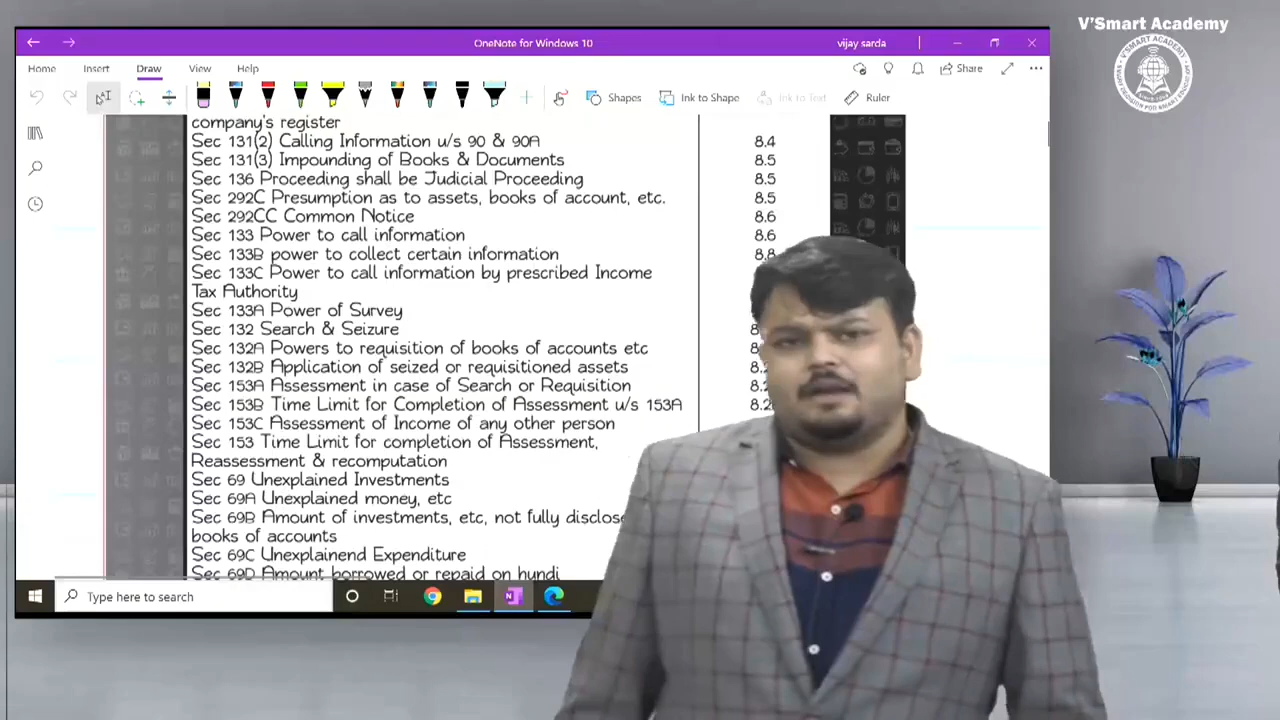 V'Smart Academy
OneNote for Windows 10
vijay sarda
Home Insert Draw View Help
Share
Shapes Ink to Shape Ink to Text Ruler
company's register
Sec 131(2) Calling Information u/s 90 & 90A 8.4
Sec 131(3) Impounding of Books & Documents 8.5
Sec 136 Proceeding shall be Judicial Proceeding 8.5
Sec 292C Presumption as to assets, books of account, etc. 8.5
Sec 292CC Common Notice 8.6
Sec 133 Power to call information 8.6
Sec 133B power to collect certain information 8.8
Sec 133C Power to call information by prescribed Income
Tax Authority
Sec 133A Power of Survey
Sec 132 Search & Seizure
Sec 132A Powers to requisition of books of accounts etc
Sec 132B Application of seized or requisitioned assets
Sec 153A Assessment in case of Search or Requisition
Sec 153B Time Limit for Completion of Assessment u/s 153A
Sec 153C Assessment of Income of any other person
Sec 153 Time Limit for completion of Assessment,
Reassessment & recomputation
Sec 69 Unexplained Investments
Sec 69A Unexplained money, etc
Sec 69B Amount of investments, etc, not fully disclose
books of accounts
Sec 69C Unexplainend Expenditure
Sec 69D Amount borrowed or repaid on hundi
Type here to search